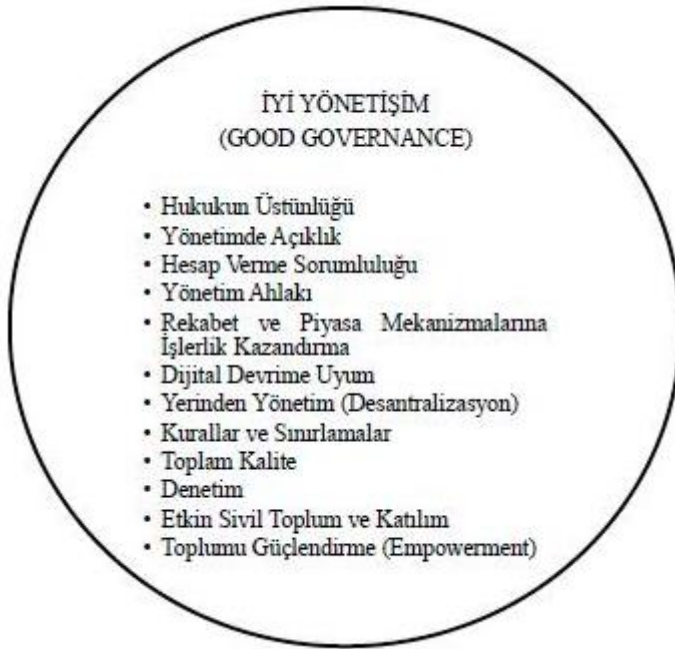 İYİ YÖNETİŞİM
(GOOD GOVERNANCE)
• Hukukun Üstünlüğü
• Yönetimde Açıklık
• Hesap Verme Sorumluluğu
• Yönetim Ahlakı
• Rekabet ve Piyasa Mekanizmalarına
İşlerlik Kazandırma
• Dijital Devrime Uyum
• Yerinden Yönetim (Desantralizasyon)
• Kurallar ve Sınırlamalar
• Toplam Kalite
• Denetim
• Etkin Sivil Toplum ve Katılım
• Toplumu Güçlendirme (Empowerment)